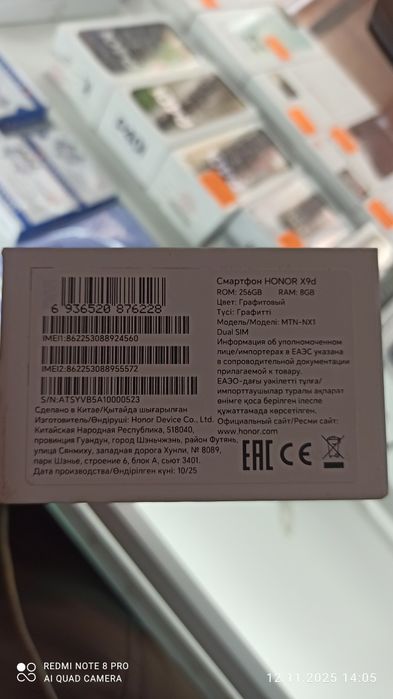 6 936520 876228
IMEI1:862253088924560
IMEI2:862253088955572
S/N:AT5YVB5A10000523
Смартфон HONOR X9d
ROM: 256GB RAM: 8GB
Цвет: Графитовый
Түсі: Графитті
Модель/Моделі: MTN-NX1
Dual SIM
Информация об уполномоченном
лице/импортерах в ЕАЭС указана
в сопроводительной документации
прилагаемой к товару.
ЕАЭО-дағы уәкілетті тұлға/
импорттаушылар туралы ақпарат
өнімге қоса берілген ілеспе
құжаттамада көрсетілген.
Официальный сайт/Ресми сайт:
www.honor.com
Сделано в Китае/Қытайда шығарылған
Изготовитель/Өндіруші: Honor Device Co., Ltd.
Китайская Народная Республика, 518040,
провинция Гуандун, город Шэньчжэнь, район Футянь,
улица Сянмиху, западная дорога Хунли, № 8089,
парк Шэнье, строение 6, блок А, сьют 3401.
Дата производства/Өндірілген күні: 10/25
EAC CE
REDMI NOTE 8 PRO
AI QUAD CAMERA
12.11.2025 14:05